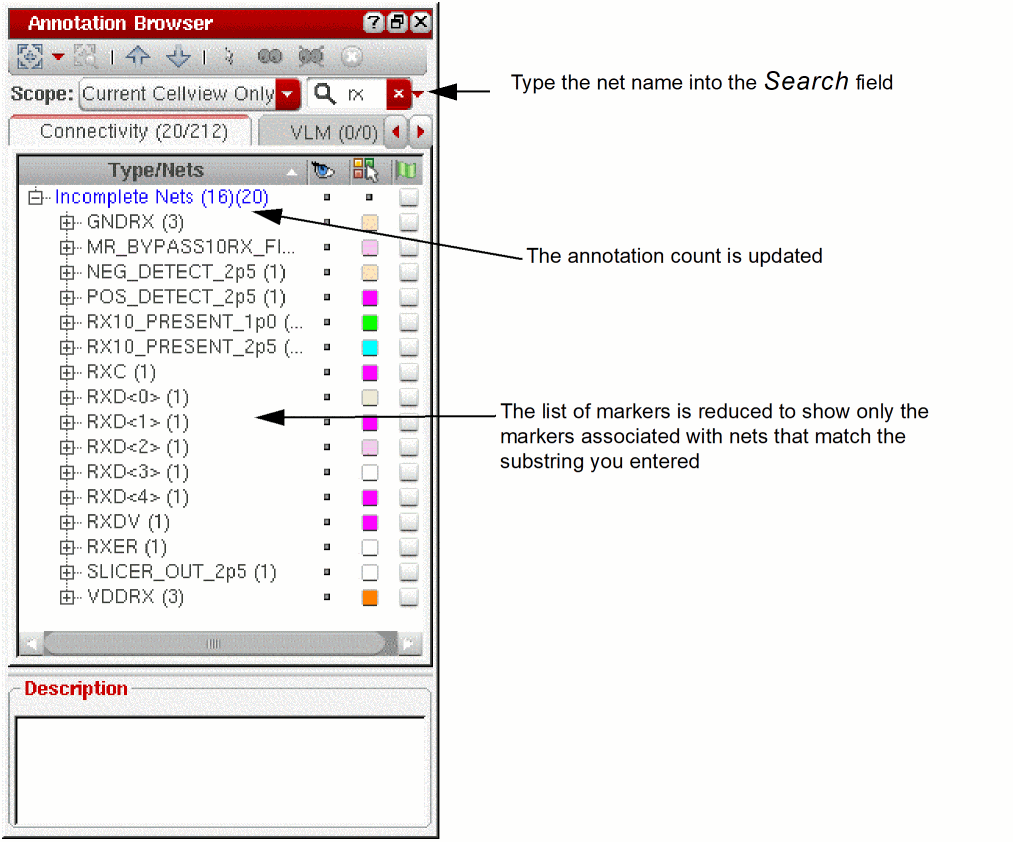 Annotation Browser
Scope: Current Cellview Only rx
Type the net name into the Search field
Connectivity (20/212) VLM (0/0)
Type/Nets
Incomplete Nets (16)(20)
GNDRX (3)
MR_BYPASS10RX_FI...
The annotation count is updated
NEG_DETECT_2p5 (1)
POS_DETECT_2p5 (1)
RX10_PRESENT_1p0 (...
RX10_PRESENT_2p5 (...
RXC (1)
RXD<0> (1)
RXD<1> (1)
RXD<2> (1)
RXD<3> (1)
RXD<4> (1)
RXDV (1)
RXER (1)
SLICER_OUT_2p5 (1)
VDDRX (3)
The list of markers is reduced to show only the
markers associated with nets that match the
substring you entered
Description